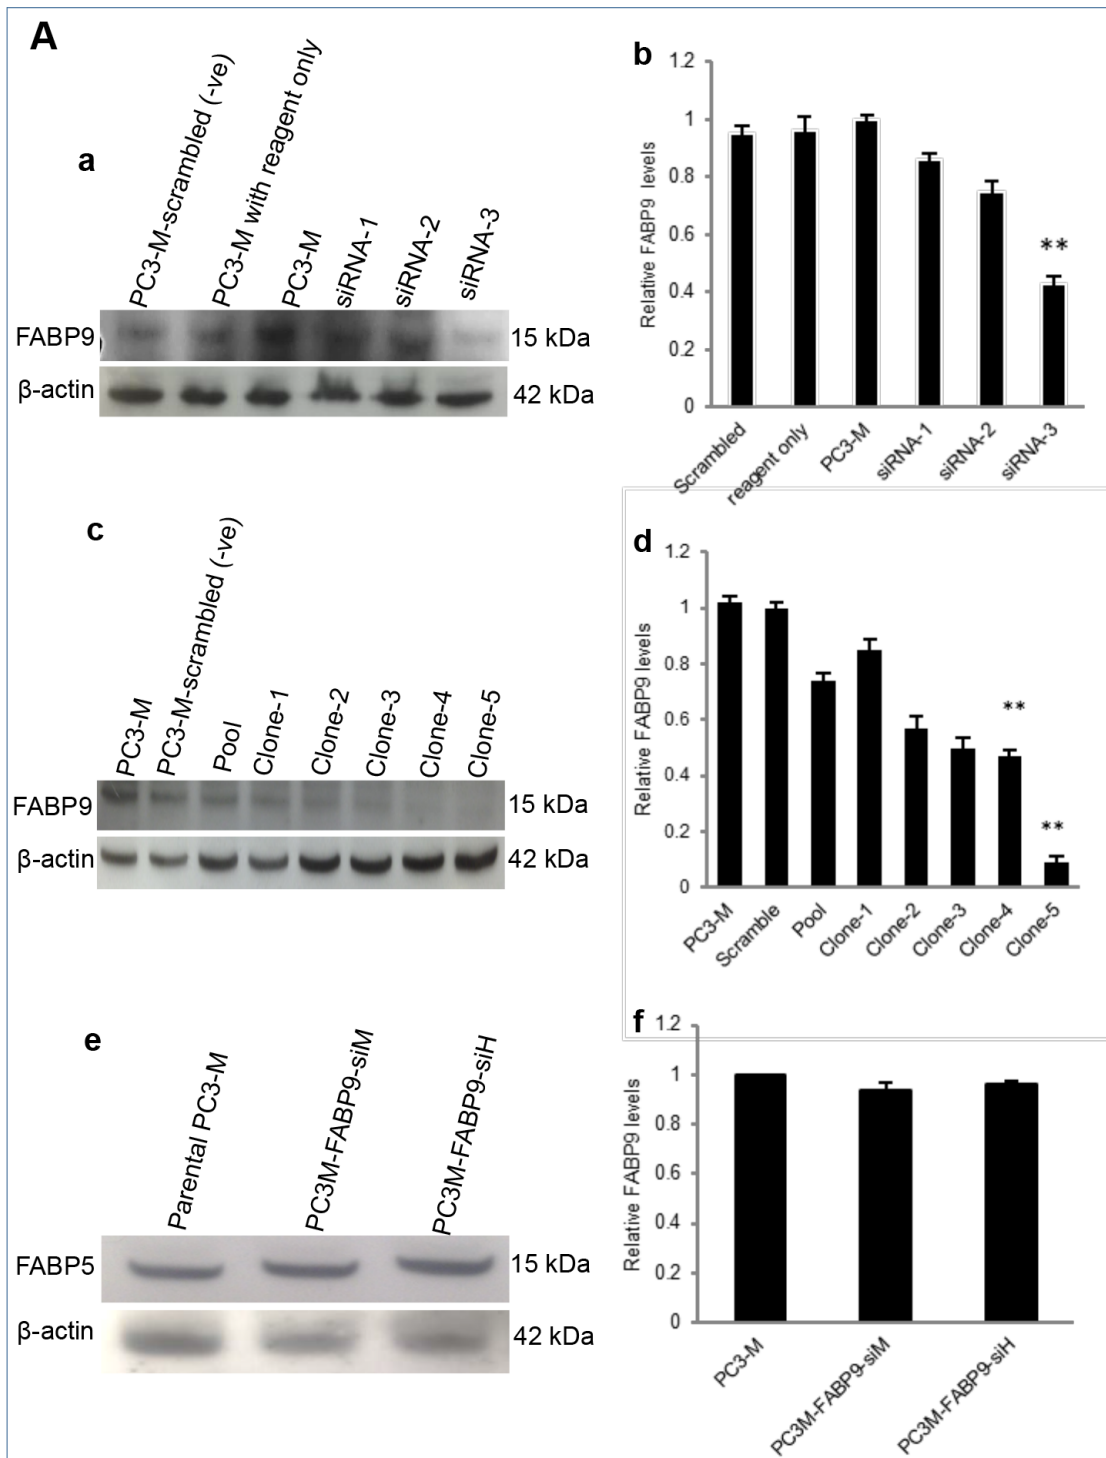 A
a
PC3-M-scrambled (-ve)
PC3-M with reagent only
PC3-M
siRNA-1
siRNA-2
siRNA-3
FABP9
15 kDa
β-actin
42 kDa
b
Relative FABP9 levels
1.2
1
0.8
0.6
0.4
0.2
0
**
Scrambled
reagent only
PC3-M
siRNA-1
siRNA-2
siRNA-3
c
PC3-M
PC3-M-scrambled (-ve)
Pool
Clone-1
Clone-2
Clone-3
Clone-4
Clone-5
FABP9
15 kDa
β-actin
42 kDa
d
Relative FABP9 levels
1.2
1
0.8
0.6
0.4
0.2
0
**
**
PC3-M
Scramble
Pool
Clone-1
Clone-2
Clone-3
Clone-4
Clone-5
e
Parental PC3-M
PC3M-FABP9-siM
PC3M-FABP9-siH
FABP5
15 kDa
β-actin
42 kDa
f
Relative FABP9 levels
1.2
1
0.8
0.6
0.4
0.2
0
PC3-M
PC3M-FABP9-siM
PC3M-FABP9-siH